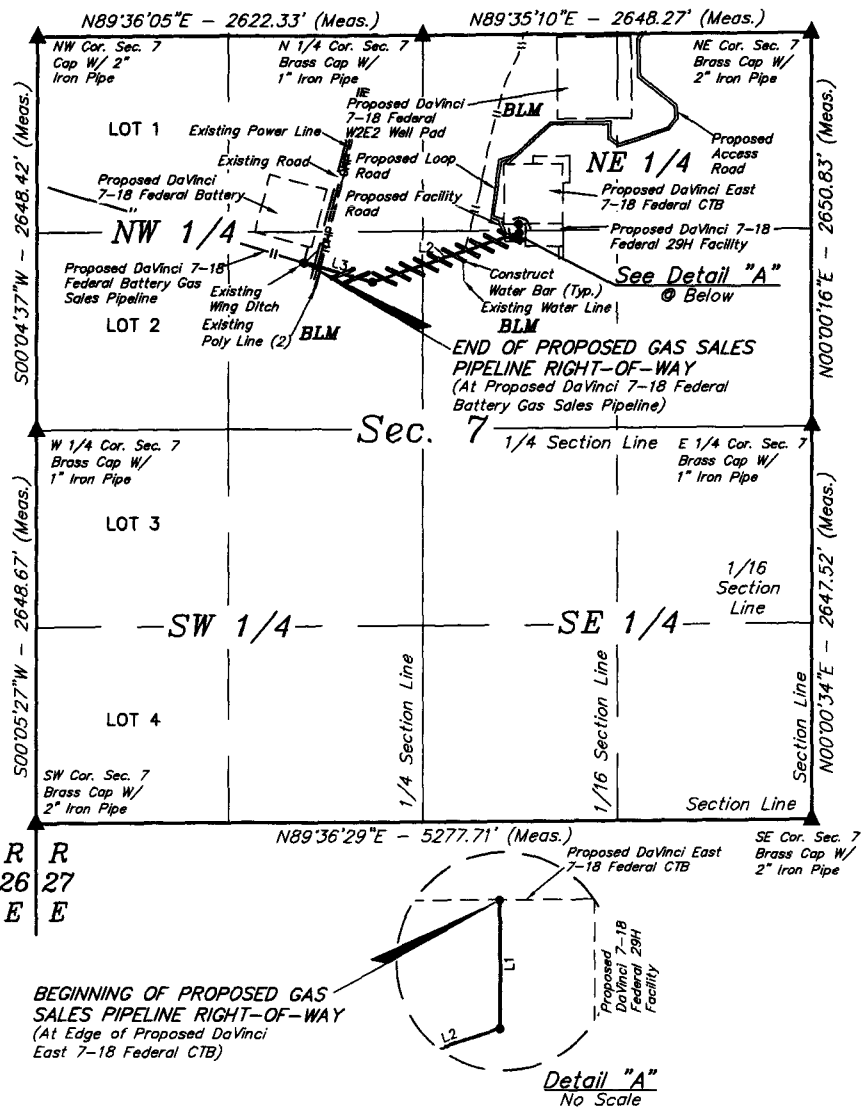 N89°36'05"E - 2622.33' (Meas.)
N89°35'10"E - 2648.27' (Meas.)
NW Cor. Sec. 7
Cap W/ 2"
Iron Pipe
N 1/4 Cor. Sec. 7
Brass Cap W/
1" Iron Pipe
NE Cor. Sec. 7
Brass Cap W/
2" Iron Pipe
S00°04'37"W - 2648.42' (Meas.)
N00°00'16"E - 2650.83' (Meas.)
LOT 1
Proposed DaVinci
7-18 Federal
W2E2 Well Pad
BLM
Existing Power Line
Existing Road
Proposed Loop
Road
NE 1/4
Proposed
Access
Road
Proposed DaVinci
7-18 Federal Battery
Proposed Facility
Road
Proposed DaVinci East
7-18 Federal CTB
NW 1/4
Proposed DaVinci 7-18
Federal 29H Facility
L2
L3
Proposed DaVinci 7-18
Federal Battery Gas
Sales Pipeline
Construct
Water Bar (Typ.)
See Detail "A"
@ Below
Existing
Wing Ditch
Existing Water Line
LOT 2
Existing
Poly Line (2)
BLM
BLM
END OF PROPOSED GAS SALES
PIPELINE RIGHT-OF-WAY
(At Proposed DaVinci 7-18 Federal
Battery Gas Sales Pipeline)
Sec. 7
1/4 Section Line
W 1/4 Cor. Sec. 7
Brass Cap W/
1" Iron Pipe
E 1/4 Cor. Sec. 7
Brass Cap W/
1" Iron Pipe
S00°05'27"W - 2648.67' (Meas.)
N00°00'34"E - 2647.52' (Meas.)
LOT 3
1/16
Section
Line
SW 1/4
SE 1/4
LOT 4
1/4 Section Line
1/16 Section Line
Section Line
SW Cor. Sec. 7
Brass Cap W/
2" Iron Pipe
Section Line
N89°36'29"E - 5277.71' (Meas.)
SE Cor. Sec. 7
Brass Cap W/
2" Iron Pipe
R R
26 27
E E
Proposed DaVinci East
7-18 Federal CTB
L1
L2
Proposed
DaVinci 7-18
Federal 29H
Facility
BEGINNING OF PROPOSED GAS
SALES PIPELINE RIGHT-OF-WAY
(At Edge of Proposed DaVinci
East 7-18 Federal CTB)
Detail "A"
No Scale